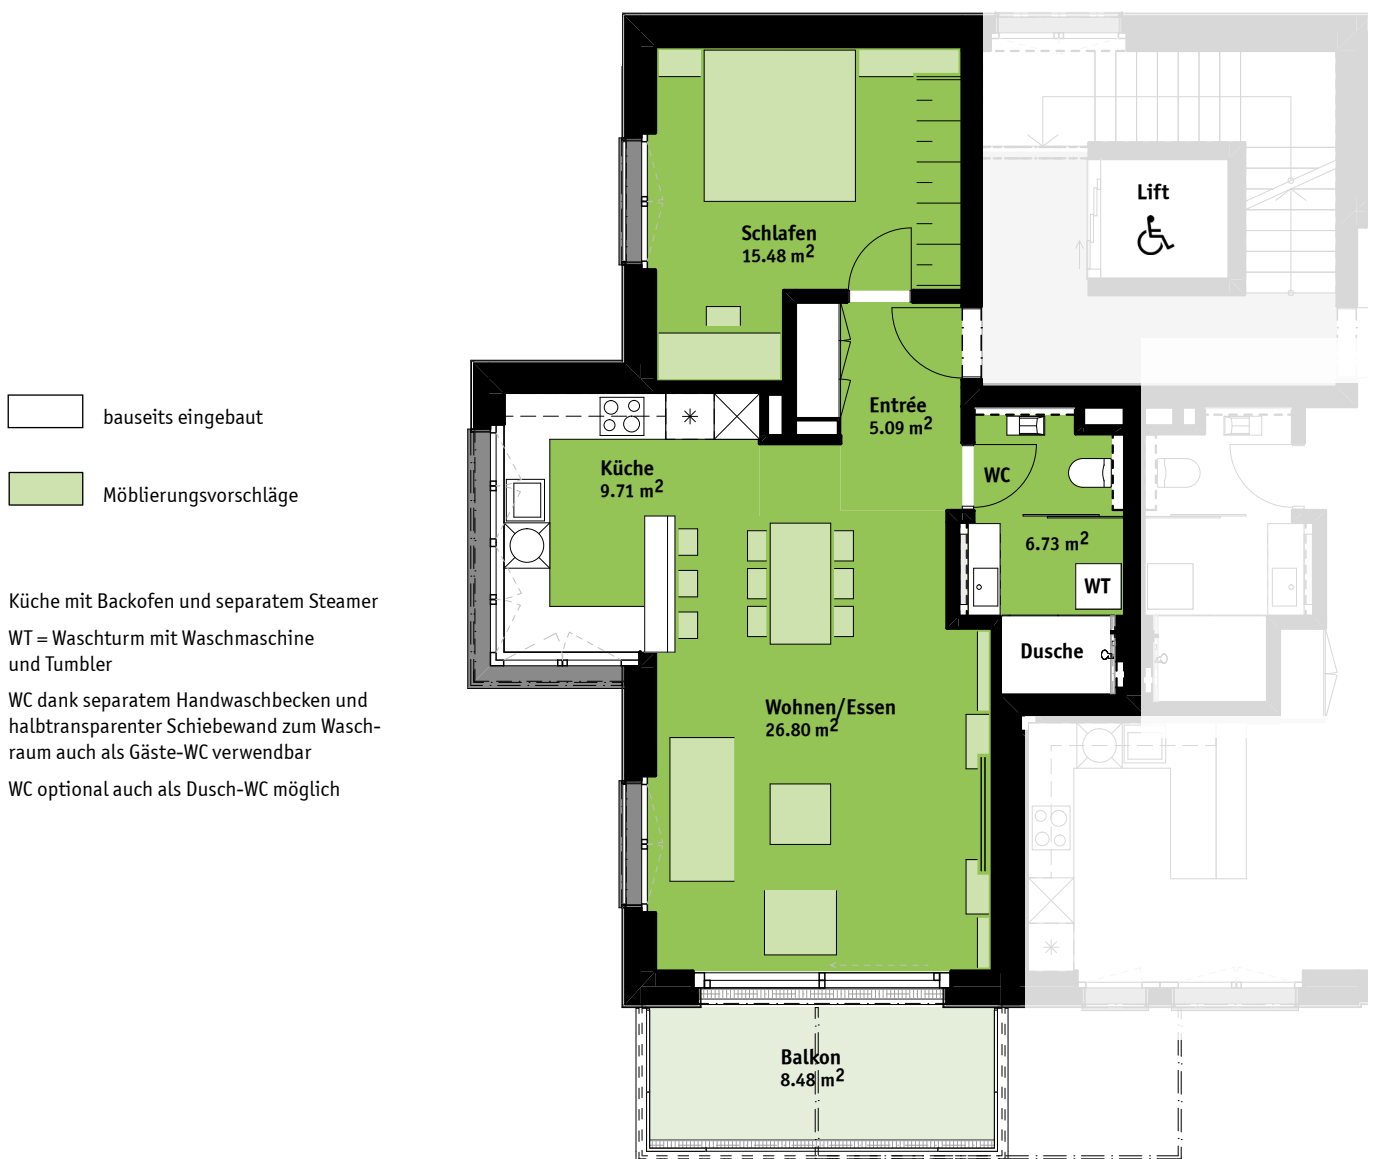 Lift
Schlafen
15.48 m²
Entrée
5.09 m²
bauseits eingebaut
Küche
9.71 m²
WC
Möblierungsvorschläge
6.73 m²
WT
Küche mit Backofen und separatem Steamer
WT = Waschturm mit Waschmaschine
und Tumbler
WC dank separatem Handwaschbecken und
halbtransparenter Schiebewand zum Wasch-
raum auch als Gäste-WC verwendbar
WC optional auch als Dusch-WC möglich
Dusche
Wohnen/Essen
26.80 m²
Balkon
8.48 m²